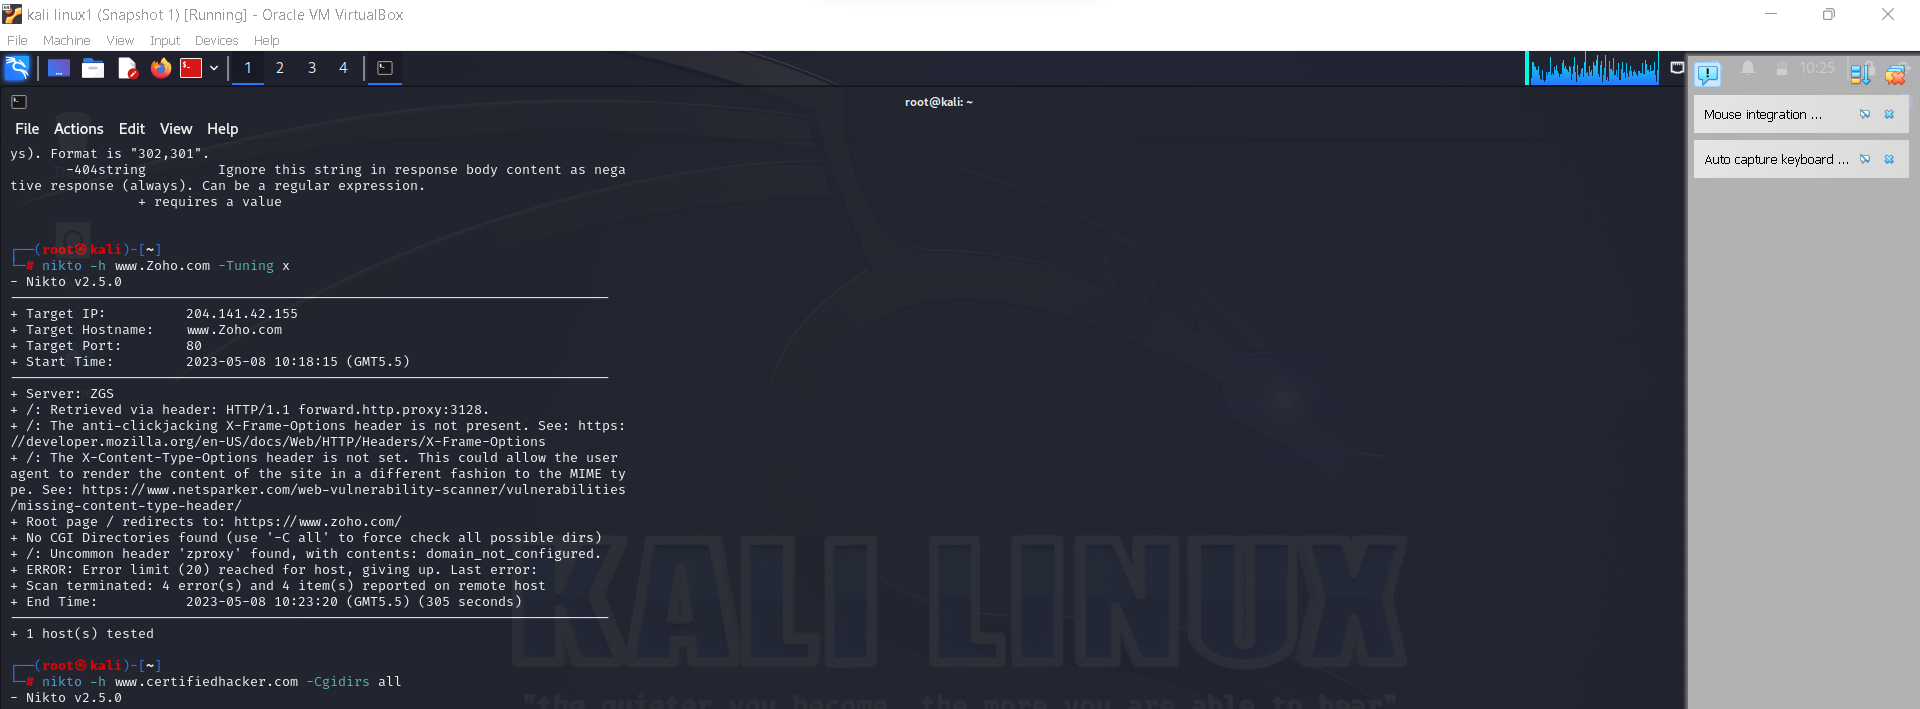 kali linux1 (Snapshot 1) [Running] - Oracle VM VirtualBox
File Machine View Input Devices Help
1 2 3 4
10:25
root@kali: ~
Mouse integration ...
File Actions Edit View Help
Auto capture keyboard ...
ys). Format is "302,301".
-404string Ignore this string in response body content as nega
tive response (always). Can be a regular expression.
+ requires a value
┌──(root㉿kali)-[~]
└─# nikto -h www.Zoho.com -Tuning x
- Nikto v2.5.0
+ Target IP: 204.141.42.155
+ Target Hostname: www.Zoho.com
+ Target Port: 80
+ Start Time: 2023-05-08 10:18:15 (GMT5.5)
+ Server: ZGS
+ /: Retrieved via header: HTTP/1.1 forward.http.proxy:3128.
+ /: The anti-clickjacking X-Frame-Options header is not present. See: https:
//developer.mozilla.org/en-US/docs/Web/HTTP/Headers/X-Frame-Options
+ /: The X-Content-Type-Options header is not set. This could allow the user
agent to render the content of the site in a different fashion to the MIME ty
pe. See: https://www.netsparker.com/web-vulnerability-scanner/vulnerabilities
/missing-content-type-header/
+ Root page / redirects to: https://www.zoho.com/
+ No CGI Directories found (use '-C all' to force check all possible dirs)
+ /: Uncommon header 'zproxy' found, with contents: domain_not_configured.
+ ERROR: Error limit (20) reached for host, giving up. Last error:
+ Scan terminated: 4 error(s) and 4 item(s) reported on remote host
+ End Time: 2023-05-08 10:23:20 (GMT5.5) (305 seconds)
+ 1 host(s) tested
┌──(root㉿kali)-[~]
└─# nikto -h www.certifiedhacker.com -Cgidirs all
- Nikto v2.5.0
KALI LINUX
"the quieter you become, the more you are able to hear"